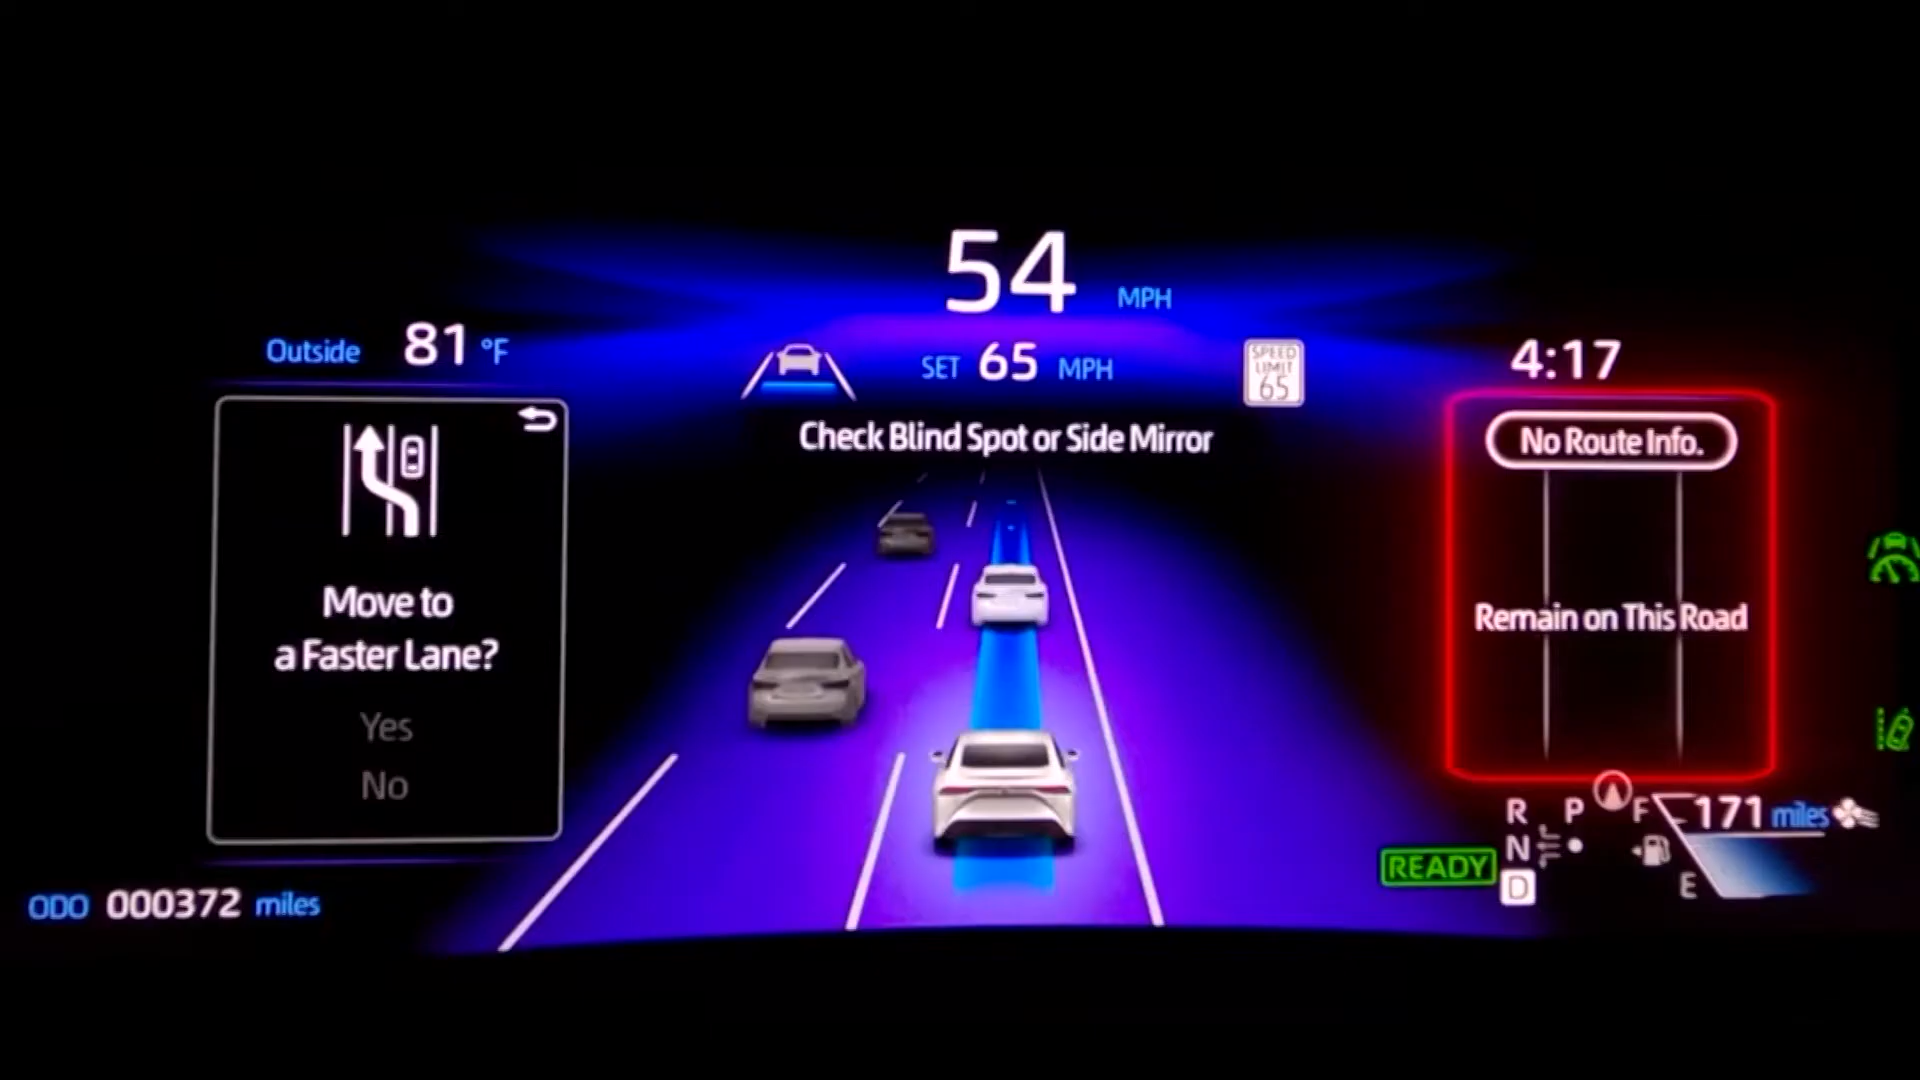 54 MPH
Outside 81 °F
SET 65 MPH
SPEED
LIMIT
65
4:17
Check Blind Spot or Side Mirror
No Route Info.
Move to
a Faster Lane?
Yes
No
Remain on This Road
R P F 171 miles
N
READY
D E
ODO 000372 miles